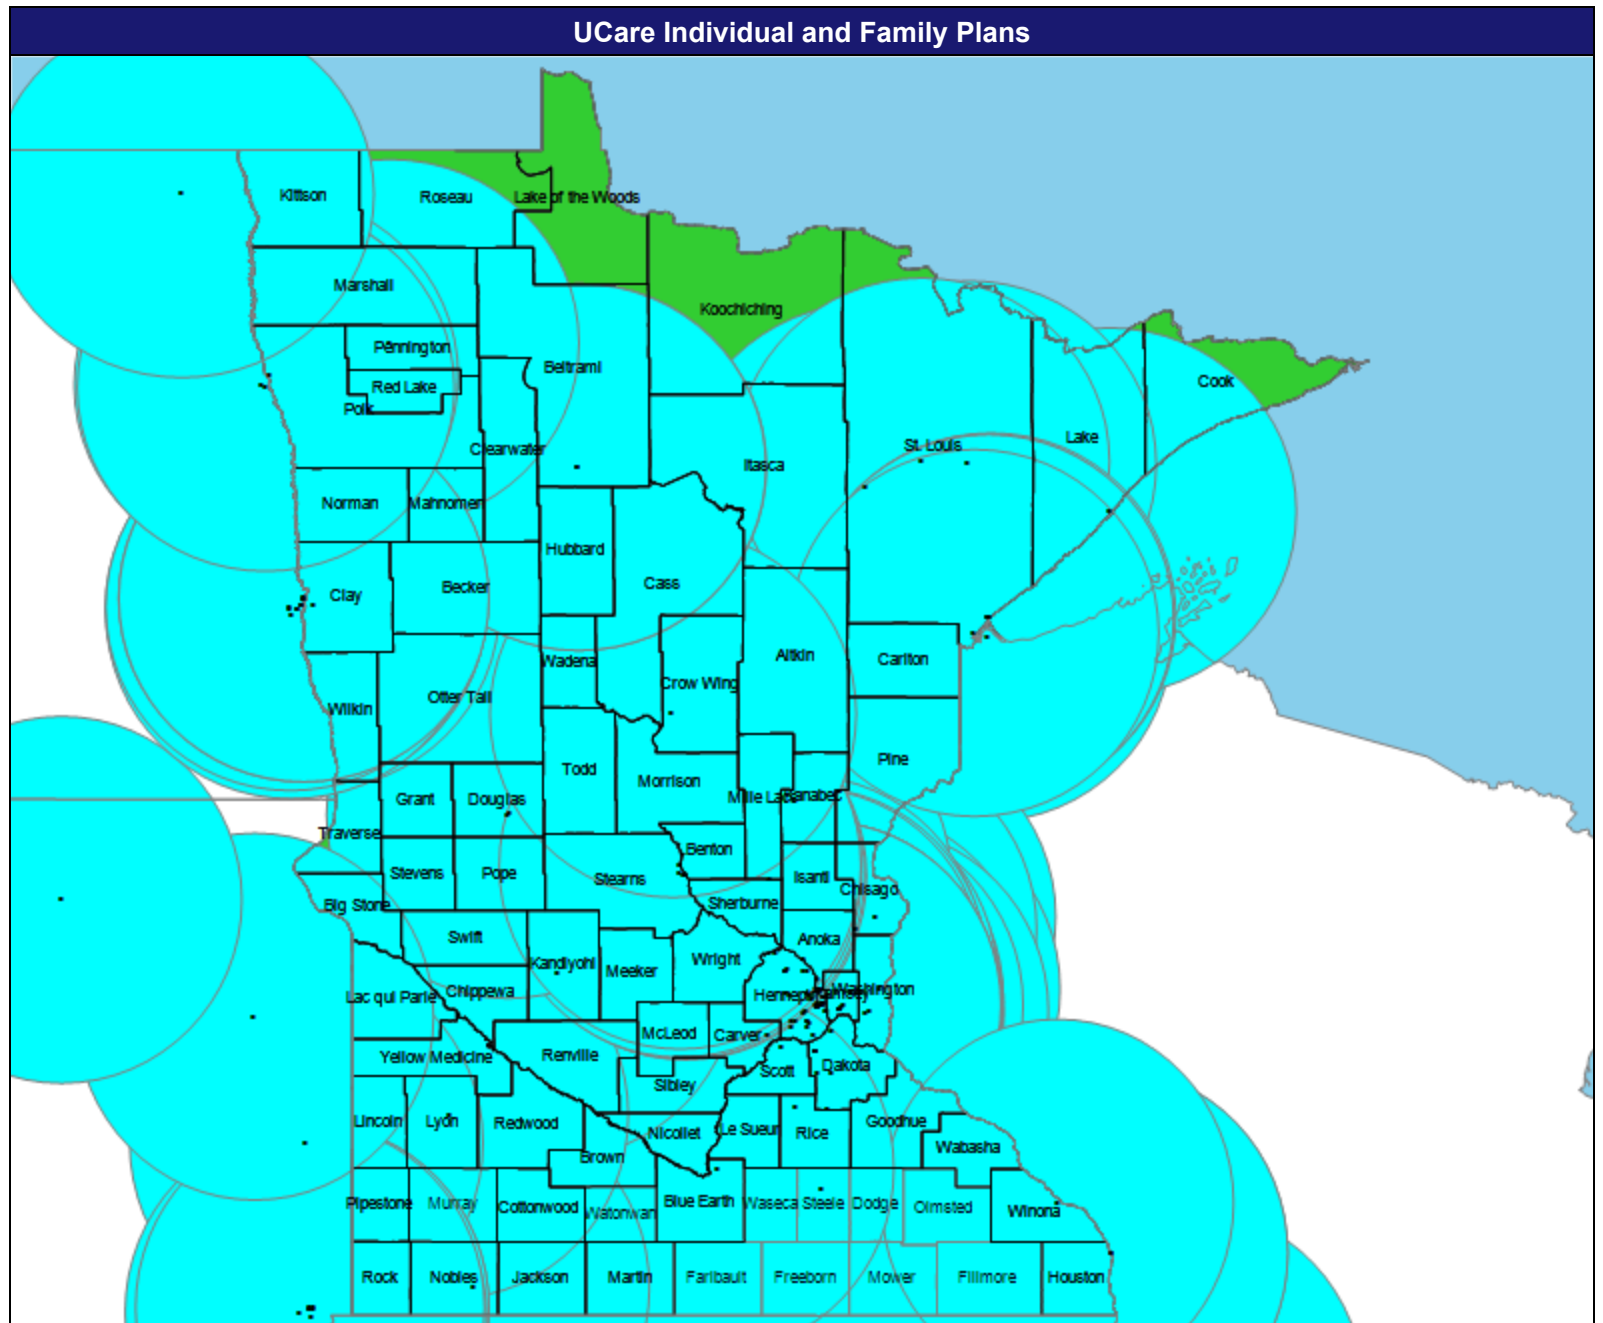 UCare Individual and Family Plans
Kittson
Roseau
Lake of the Woods
Marshall
Koochiching
Pennington
Beltrami
Red Lake
Cook
Polk
Clearwater
St. Louis
Lake
Itasca
Norman
Mahnomen
Hubbard
Cass
Clay
Becker
Wadena
Aitkin
Carlton
Crow Wing
Otter Tail
Wilkin
Todd
Morrison
Pine
Grant
Douglas
Mille Lacs
Kanabec
Traverse
Benton
Stevens
Pope
Stearns
Isanti
Chisago
Big Stone
Sherburne
Swift
Anoka
Kandiyohi
Meeker
Wright
Lac qui Parle
Chippewa
Hennepin
Ramsey
Washington
McLeod
Carver
Yellow Medicine
Renville
Scott
Dakota
Sibley
Lincoln
Lyon
Redwood
Nicollet
Le Sueur
Rice
Goodhue
Brown
Wabasha
Pipestone
Murray
Cottonwood
Watonwan
Blue Earth
Waseca
Steele
Dodge
Olmsted
Winona
Rock
Nobles
Jackson
Martin
Faribault
Freeborn
Mower
Fillmore
Houston